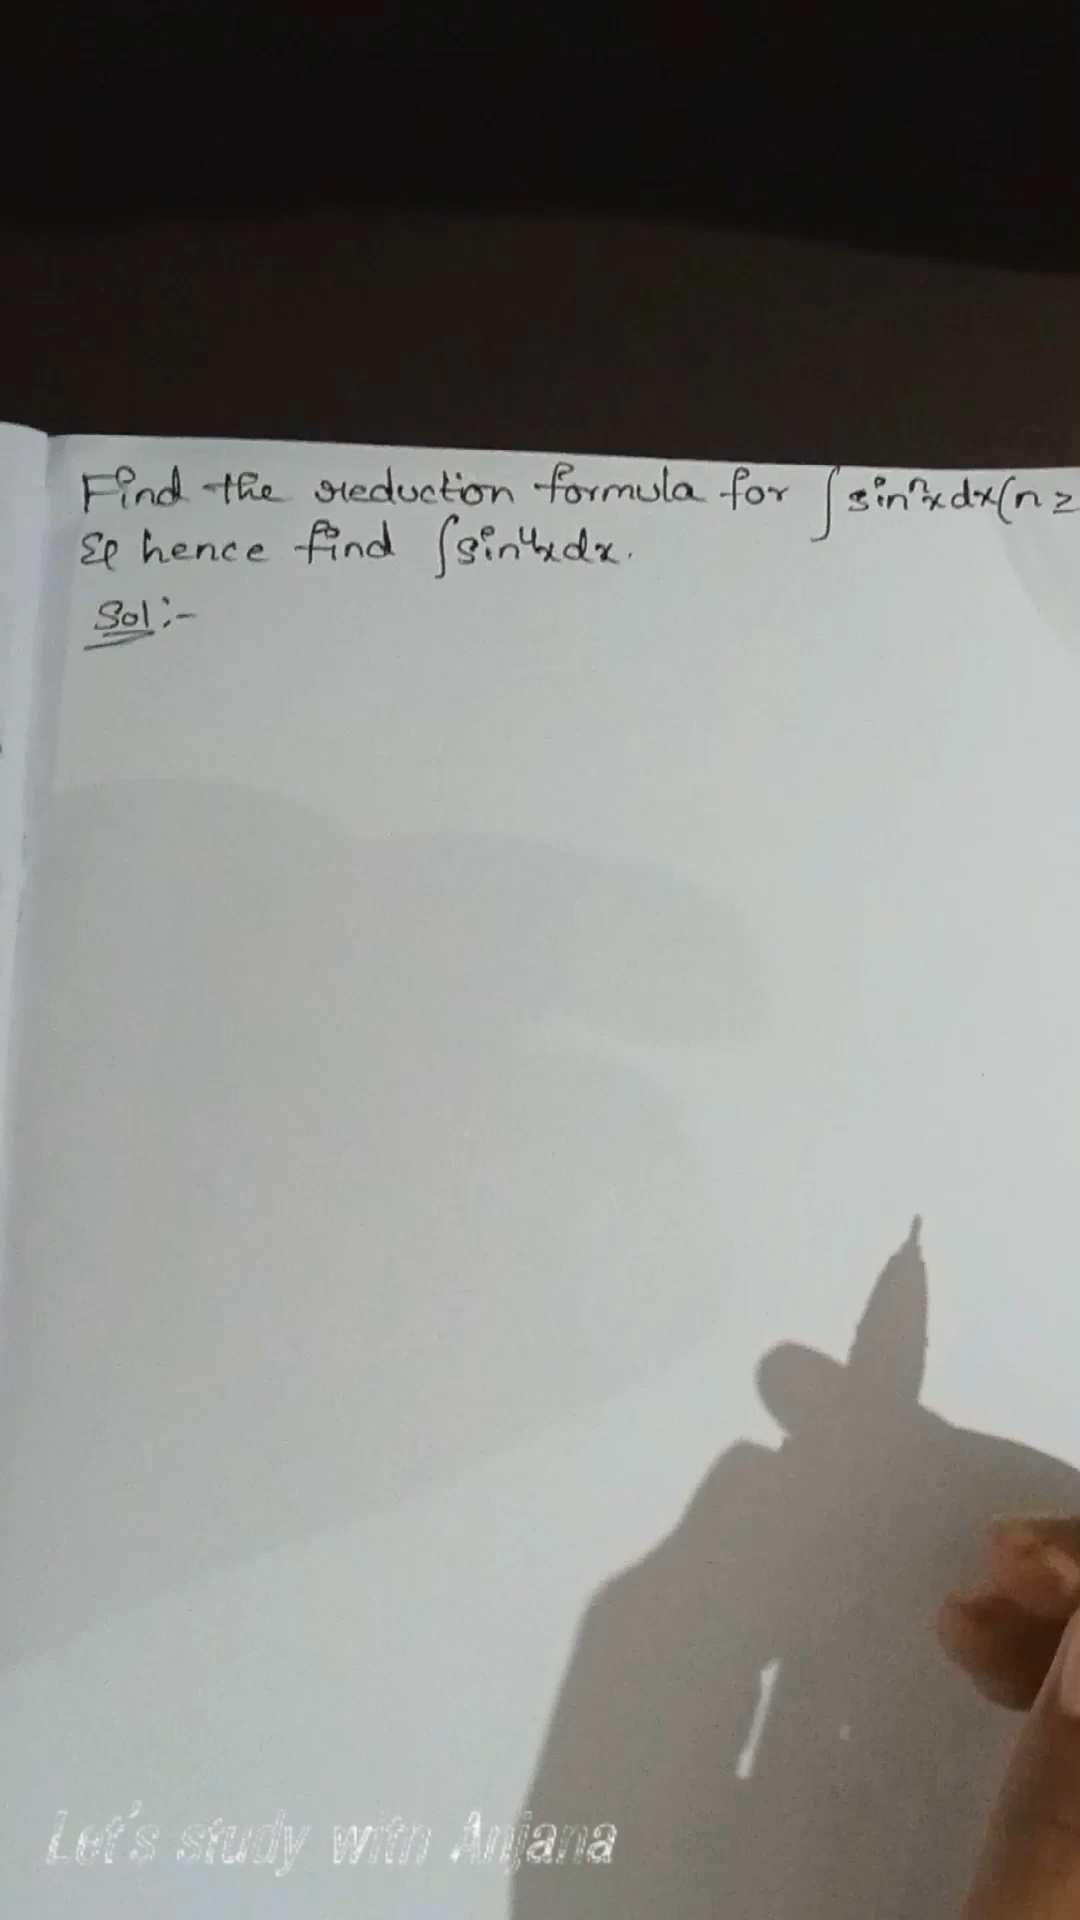 Find the reduction formula for ∫sinⁿx dx (n ≥
& hence find ∫sin⁴x dx.
Sol :-
Let's study with Anjana